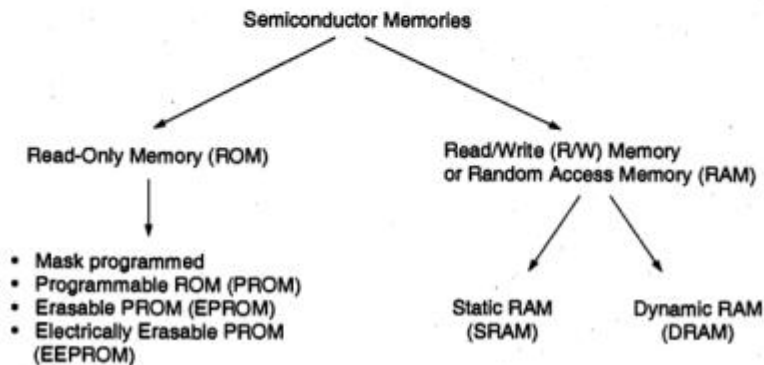 Semiconductor Memories
Read-Only Memory (ROM)
Read/Write (R/W) Memory
or Random Access Memory (RAM)
• Mask programmed
• Programmable ROM (PROM)
• Erasable PROM (EPROM)
• Electrically Erasable PROM
(EEPROM)
Static RAM
(SRAM)
Dynamic RAM
(DRAM)